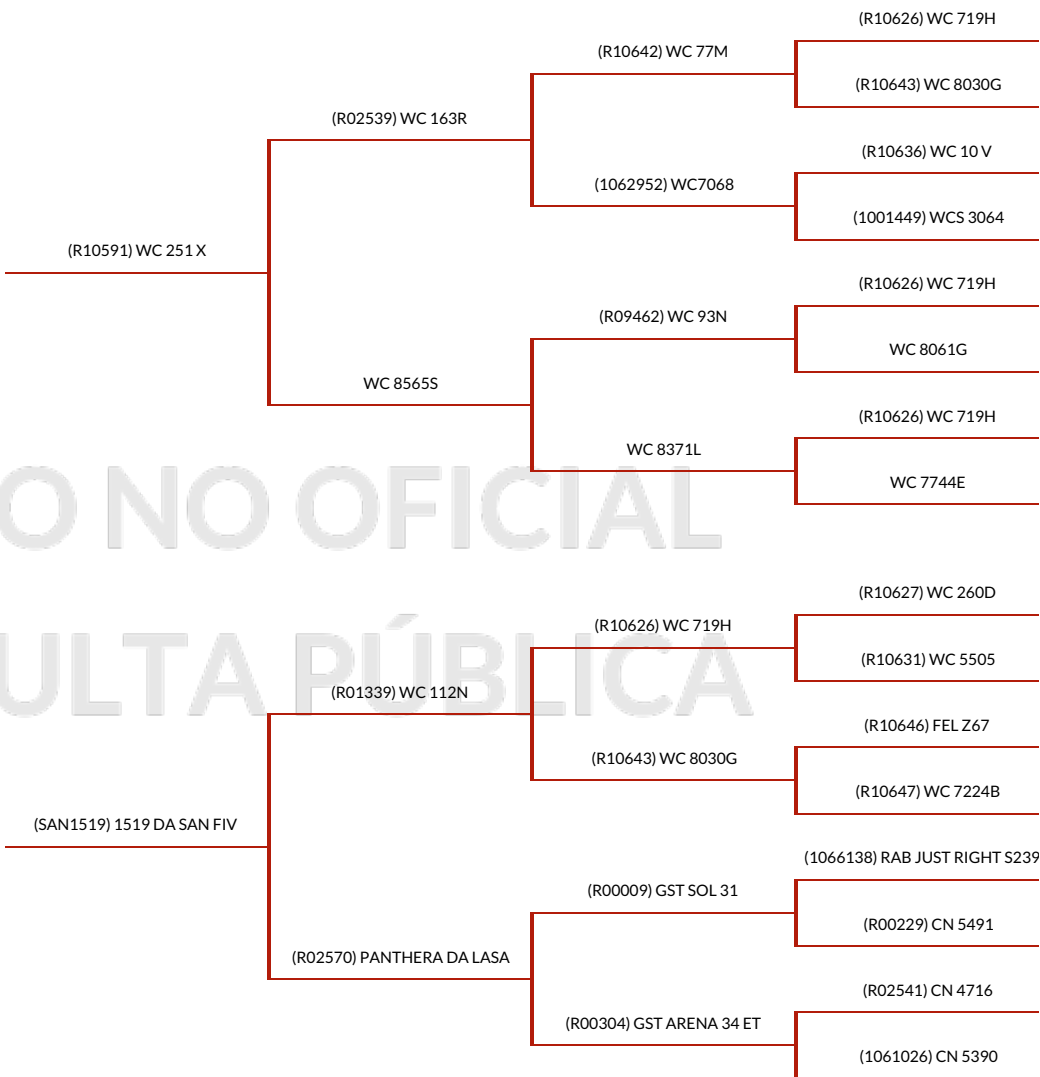 (R10626) WC 719H
(R10642) WC 77M
(R10643) WC 8030G
(R02539) WC 163R
(R10636) WC 10 V
(1062952) WC7068
(1001449) WCS 3064
(R10591) WC 251 X
(R10626) WC 719H
(R09462) WC 93N
WC 8061G
WC 8565S
(R10626) WC 719H
WC 8371L
WC 7744E
O NO OFICIAL
(R10627) WC 260D
(R10626) WC 719H
(R10631) WC 5505
ULTA PÚBLICA
(R01339) WC 112N
(R10646) FEL Z67
(R10643) WC 8030G
(R10647) WC 7224B
(SAN1519) 1519 DA SAN FIV
(1066138) RAB JUST RIGHT S239
(R00009) GST SOL 31
(R00229) CN 5491
(R02570) PANTHERA DA LASA
(R02541) CN 4716
(R00304) GST ARENA 34 ET
(1061026) CN 5390